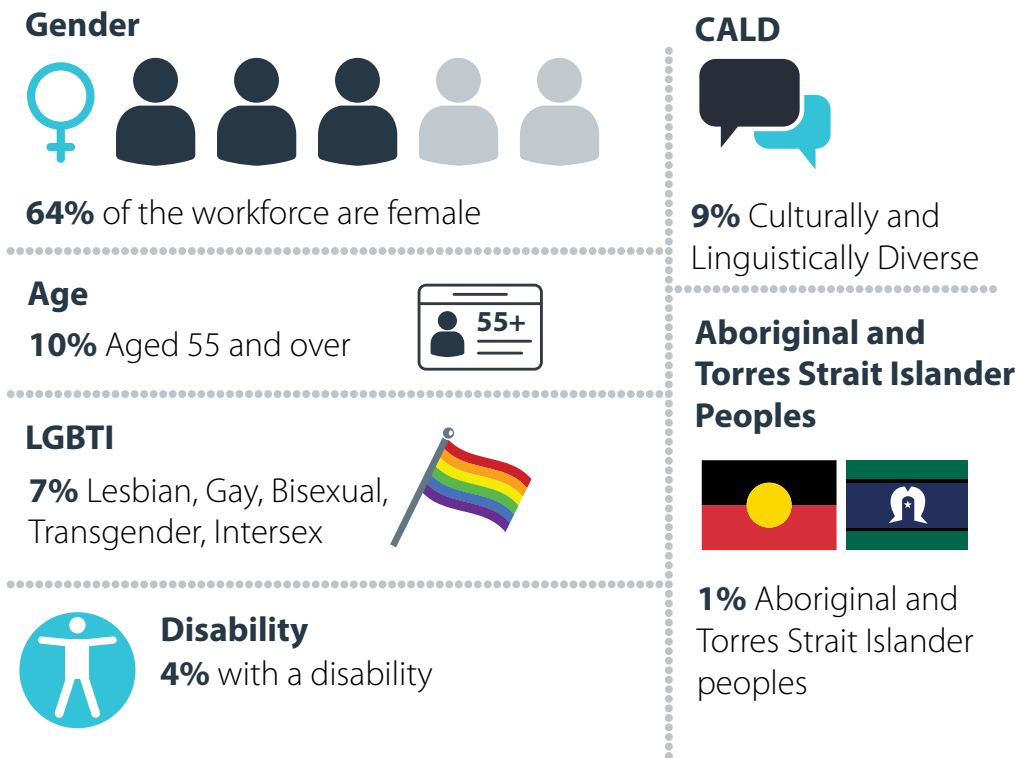 Gender
64% of the workforce are female
Age
10% Aged 55 and over
55+
LGBTI
7% Lesbian, Gay, Bisexual,
Transgender, Intersex
Disability
4% with a disability
CALD
9% Culturally and
Linguistically Diverse
Aboriginal and
Torres Strait Islander
Peoples
1% Aboriginal and
Torres Strait Islander
peoples